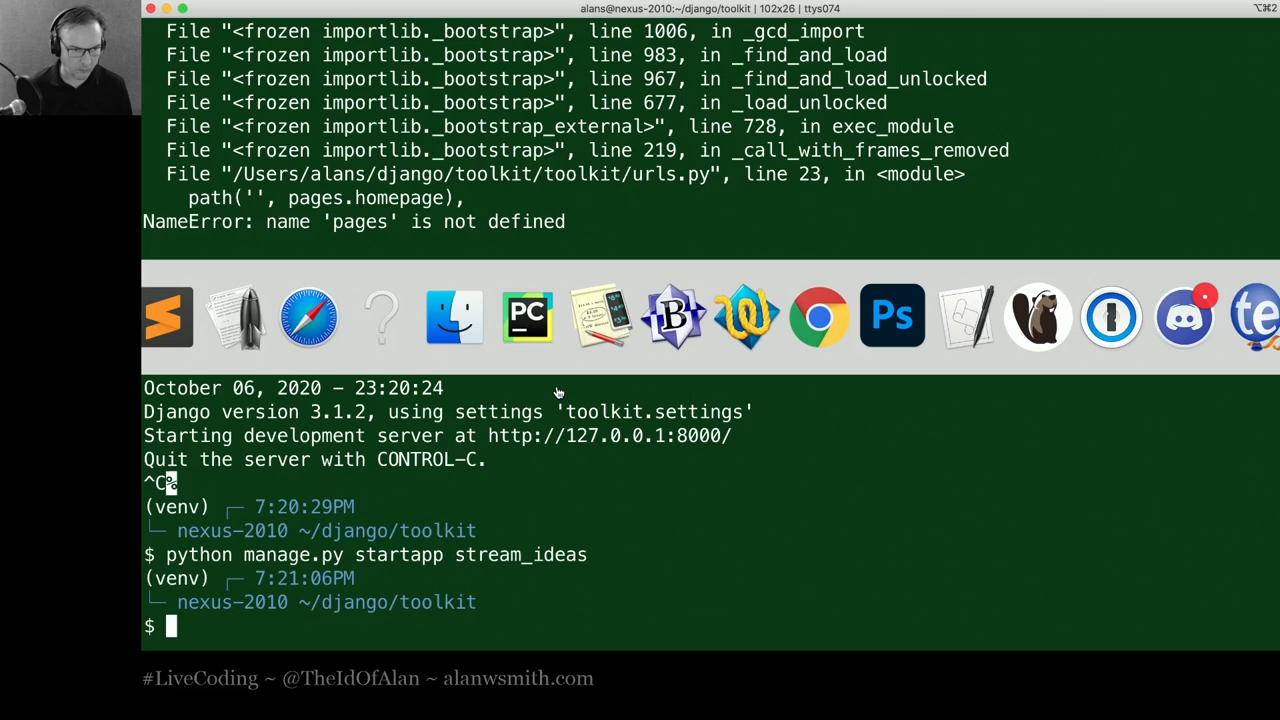 alans@nexus-2010:~/django/toolkit | 102x26 | ttys074
⌥⌘2
File "<frozen importlib._bootstrap>", line 1006, in _gcd_import
File "<frozen importlib._bootstrap>", line 983, in _find_and_load
File "<frozen importlib._bootstrap>", line 967, in _find_and_load_unlocked
File "<frozen importlib._bootstrap>", line 677, in _load_unlocked
File "<frozen importlib._bootstrap_external>", line 728, in exec_module
File "<frozen importlib._bootstrap>", line 219, in _call_with_frames_removed
File "/Users/alans/django/toolkit/toolkit/urls.py", line 23, in <module>
path('', pages.homepage),
NameError: name 'pages' is not defined
?
PC
B
Ps
te
October 06, 2020 - 23:20:24
Django version 3.1.2, using settings 'toolkit.settings'
Starting development server at http://127.0.0.1:8000/
Quit the server with CONTROL-C.
^C%
(venv) ┌─ 7:20:29PM
└─ nexus-2010 ~/django/toolkit
$ python manage.py startapp stream_ideas
(venv) ┌─ 7:21:06PM
└─ nexus-2010 ~/django/toolkit
$
#LiveCoding ~ @TheIdOfAlan ~ alanwsmith.com